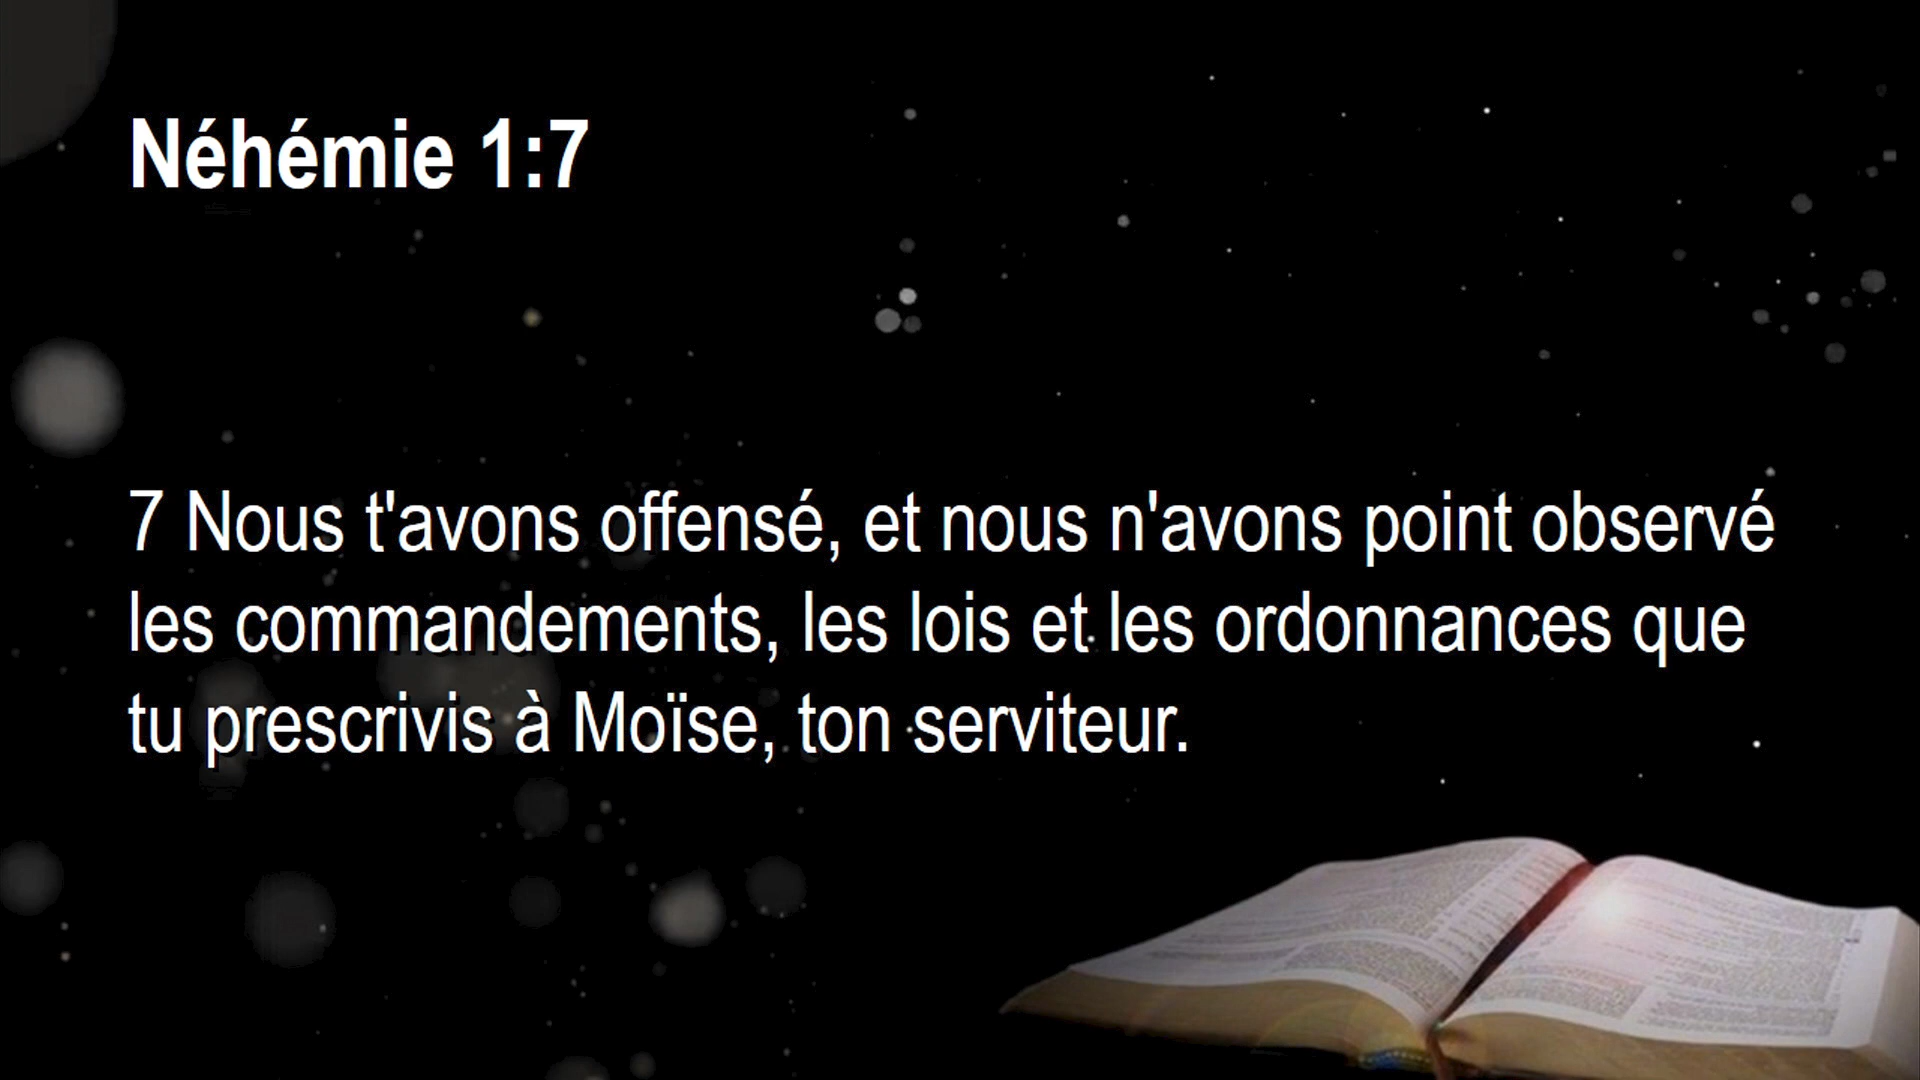 Néhémie 1:7
7 Nous t'avons offensé, et nous n'avons point observé
les commandements, les lois et les ordonnances que
tu prescrivis à Moïse, ton serviteur.